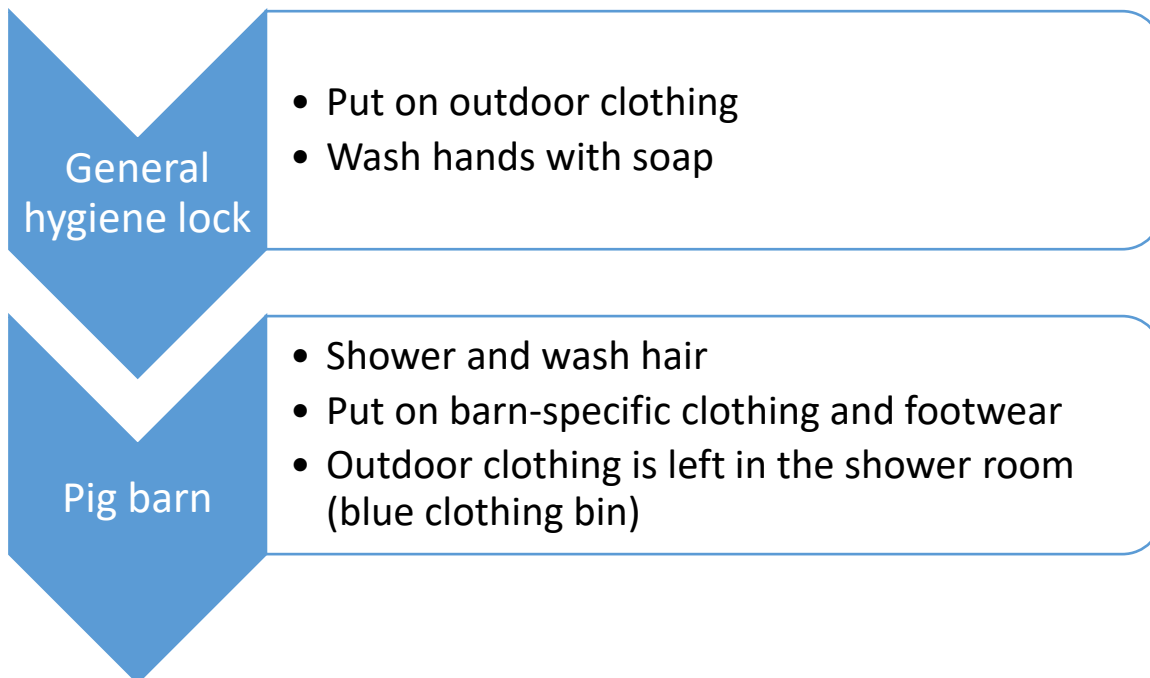 General
hygiene lock
• Put on outdoor clothing
• Wash hands with soap
Pig barn
• Shower and wash hair
• Put on barn-specific clothing and footwear
• Outdoor clothing is left in the shower room
(blue clothing bin)